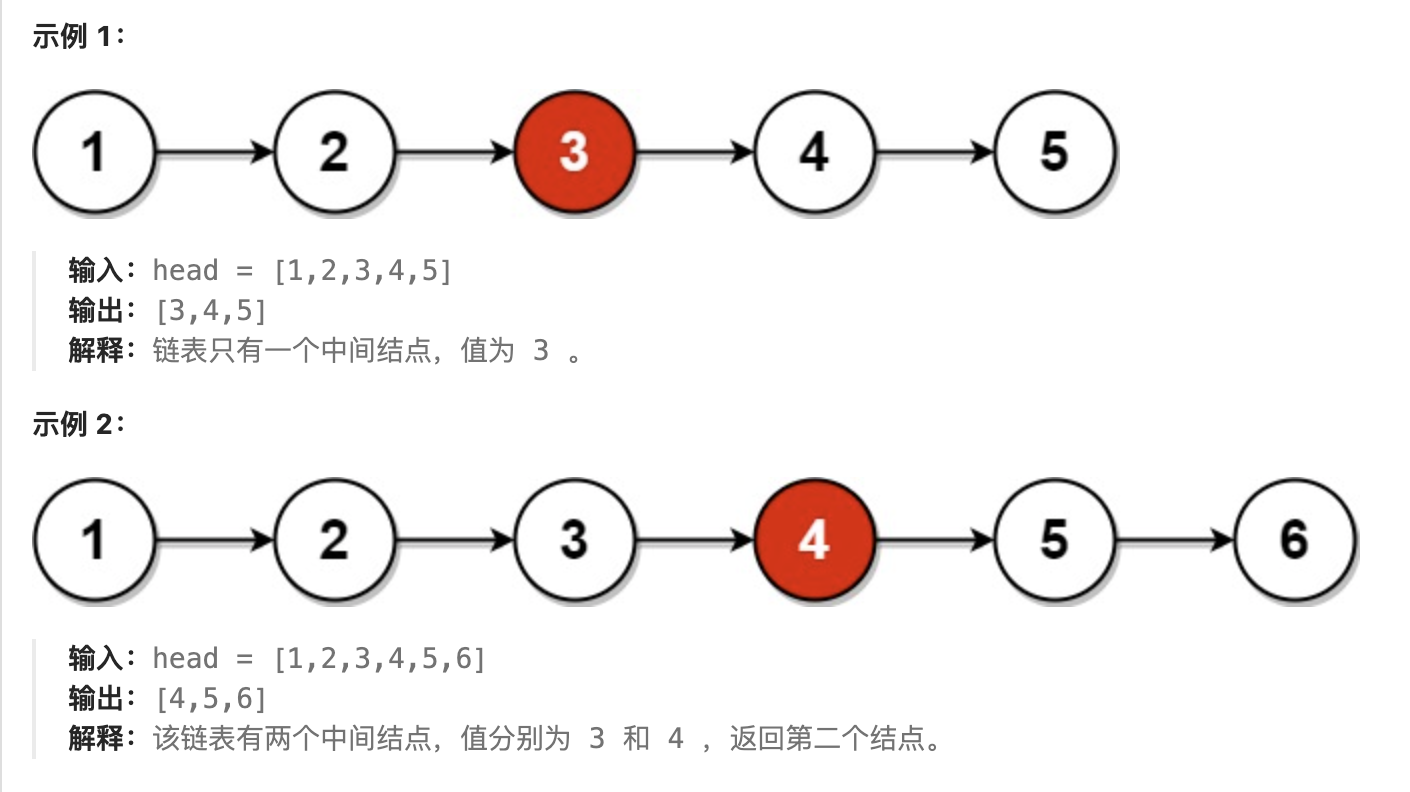 示例 1：
1 2 3 4 5
输入：head = [1,2,3,4,5]
输出：[3,4,5]
解释：链表只有一个中间结点，值为 3 。
示例 2：
1 2 3 4 5 6
输入：head = [1,2,3,4,5,6]
输出：[4,5,6]
解释：该链表有两个中间结点，值分别为 3 和 4 ，返回第二个结点。